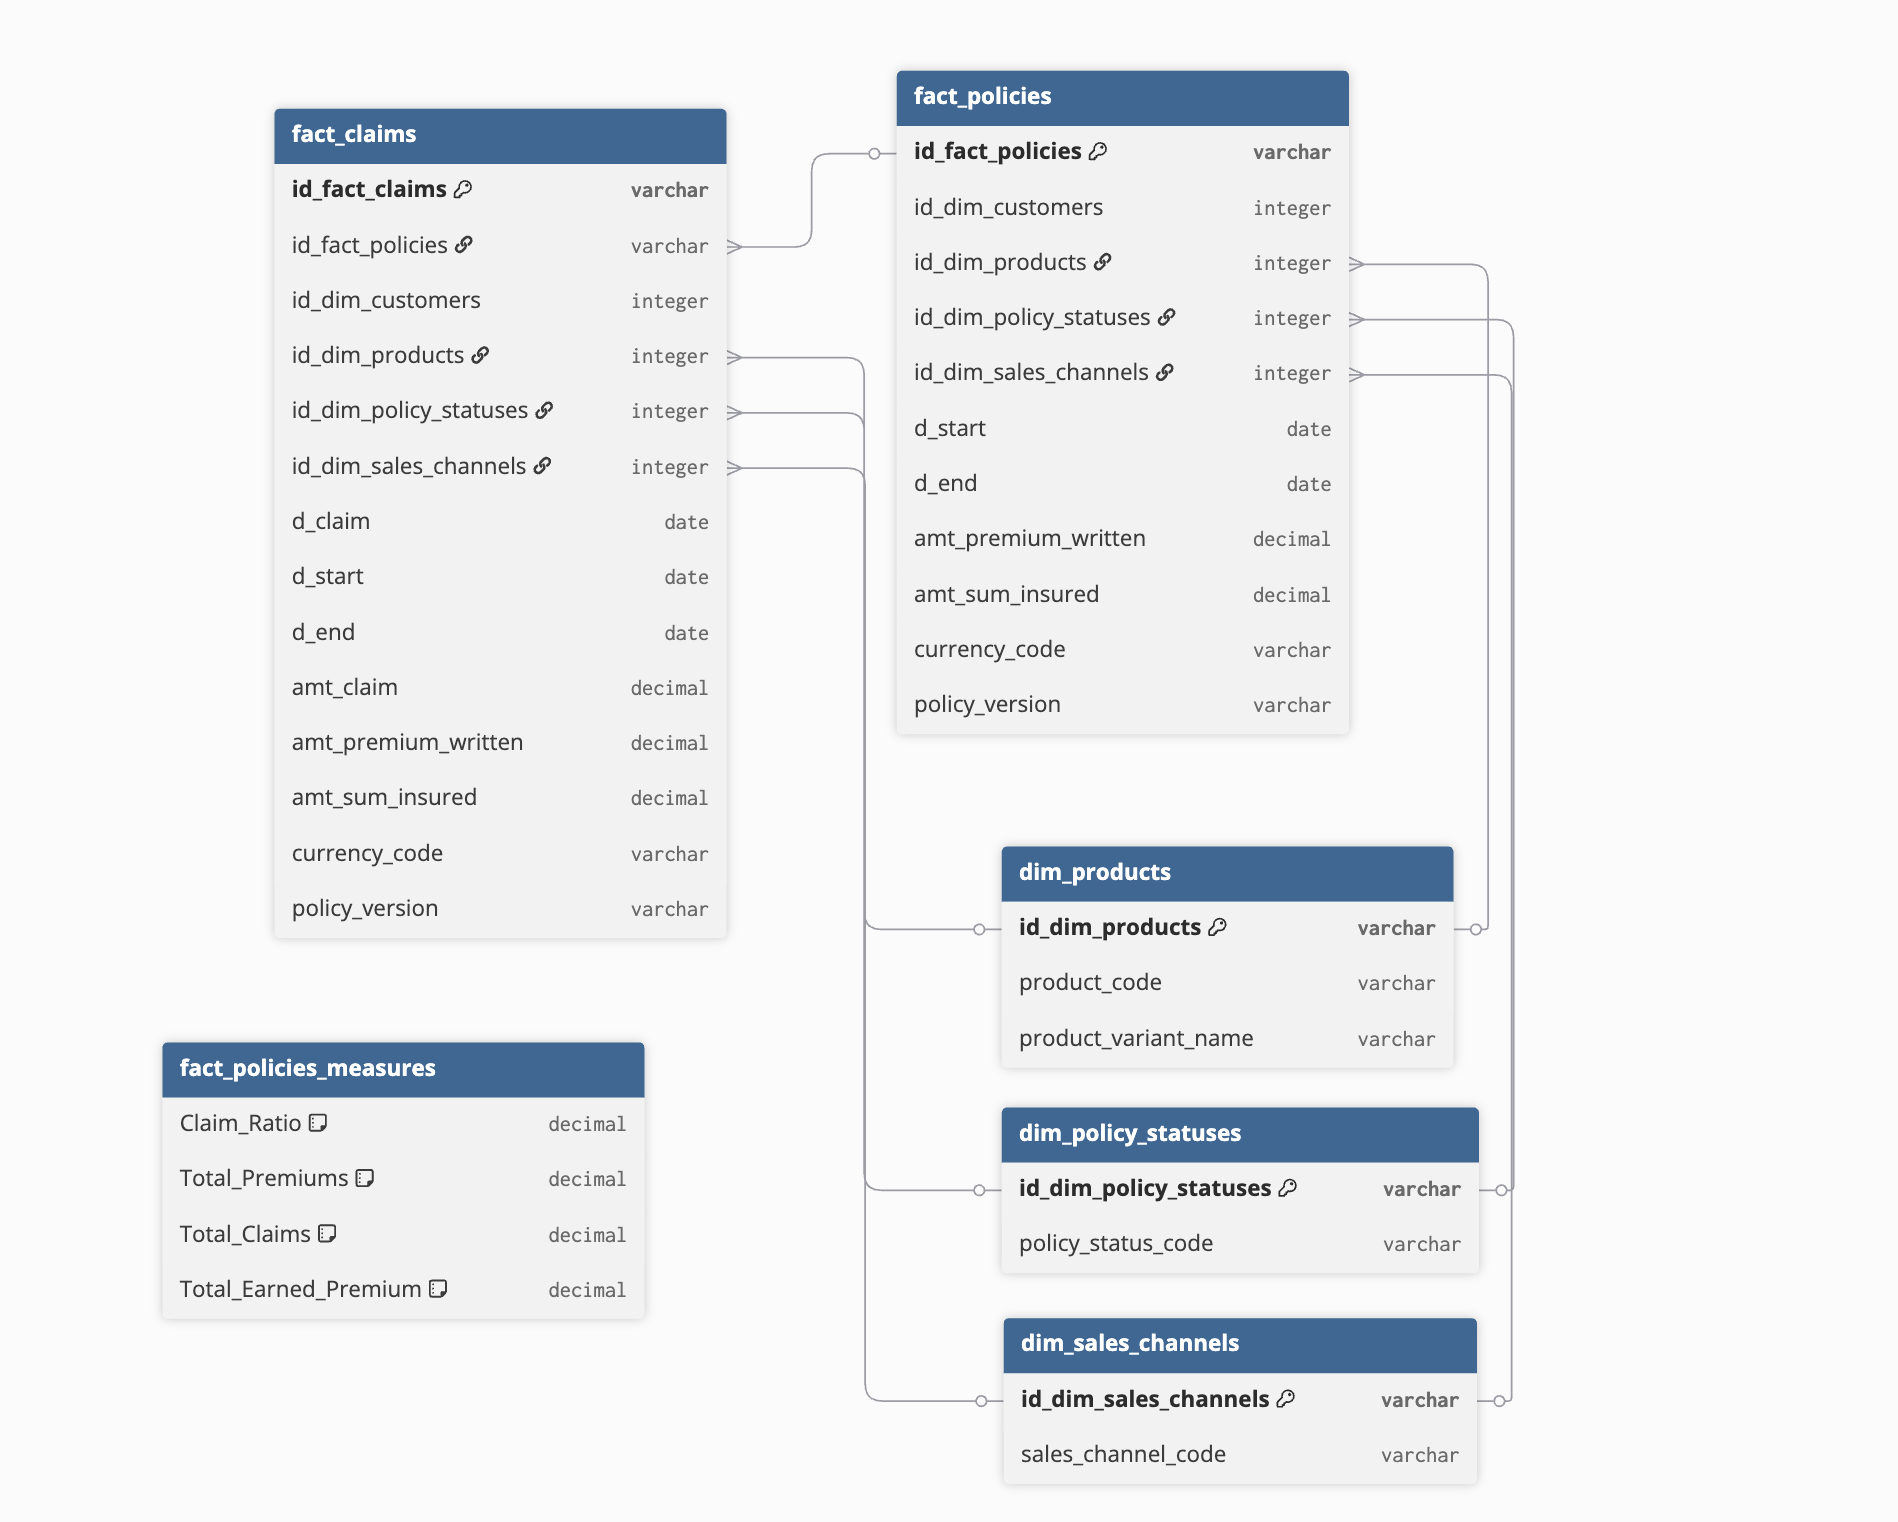 fact_claims
id_fact_claims varchar
id_fact_policies varchar
id_dim_customers integer
id_dim_products integer
id_dim_policy_statuses integer
id_dim_sales_channels integer
d_claim date
d_start date
d_end date
amt_claim decimal
amt_premium_written decimal
amt_sum_insured decimal
currency_code varchar
policy_version varchar
fact_policies
id_fact_policies varchar
id_dim_customers integer
id_dim_products integer
id_dim_policy_statuses integer
id_dim_sales_channels integer
d_start date
d_end date
amt_premium_written decimal
amt_sum_insured decimal
currency_code varchar
policy_version varchar
dim_products
id_dim_products varchar
product_code varchar
product_variant_name varchar
fact_policies_measures
Claim_Ratio decimal
Total_Premiums decimal
Total_Claims decimal
Total_Earned_Premium decimal
dim_policy_statuses
id_dim_policy_statuses varchar
policy_status_code varchar
dim_sales_channels
id_dim_sales_channels varchar
sales_channel_code varchar